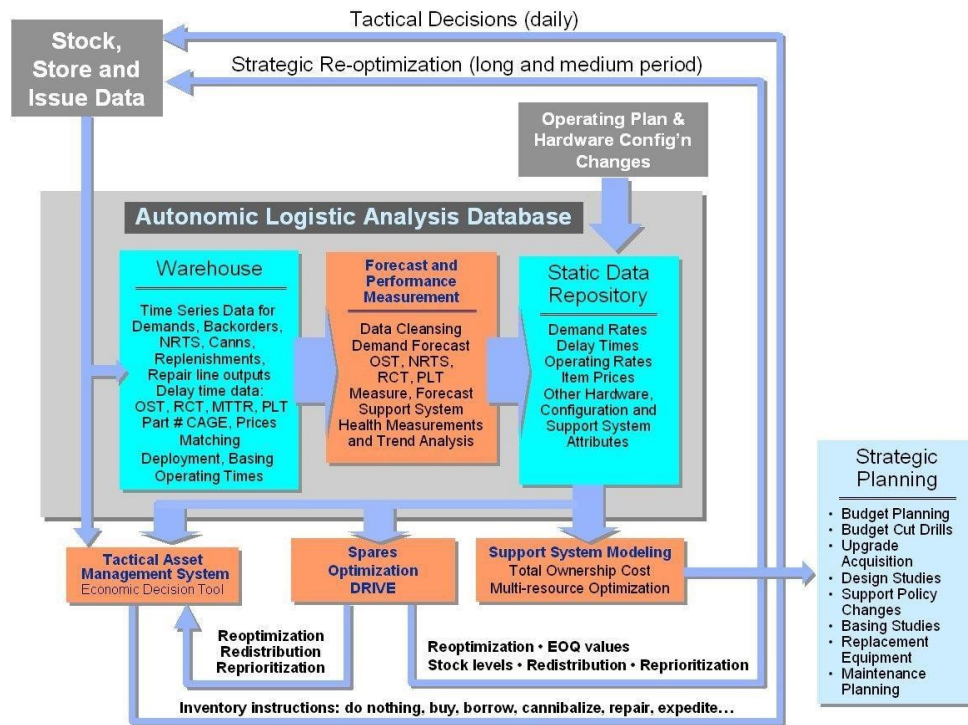 Tactical Decisions (daily)
Stock,
Store and
Issue Data
Strategic Re-optimization (long and medium period)
Operating Plan &
Hardware Config'n
Changes
Autonomic Logistic Analysis Database
Warehouse
Time Series Data for
Demands, Backorders,
NRTS, Canns,
Replenishments,
Repair line outputs
Delay time data:
OST, RCT, MTTR, PLT
Part # CAGE, Prices
Matching
Deployment, Basing
Operating Times
Forecast and
Performance
Measurement
Data Cleansing
Demand Forecast
OST, NRTS,
RCT, PLT
Measure, Forecast
Support System
Health Measurements
and Trend Analysis
Static Data
Repository
Demand Rates
Delay Times
Operating Rates
Item Prices
Other Hardware,
Configuration and
Support System
Attributes
Tactical Asset
Management System
Economic Decision Tool
Spares
Optimization
DRIVE
Support System Modeling
Total Ownership Cost
Multi-resource Optimization
Strategic
Planning
• Budget Planning
• Budget Cut Drills
• Upgrade
Acquisition
• Design Studies
• Support Policy
Changes
• Basing Studies
• Replacement
Equipment
• Maintenance
Planning
Reoptimization
Redistribution
Reprioritization
Reoptimization • EOQ values
Stock levels • Redistribution • Reprioritization
Inventory instructions: do nothing, buy, borrow, cannibalize, repair, expedite…